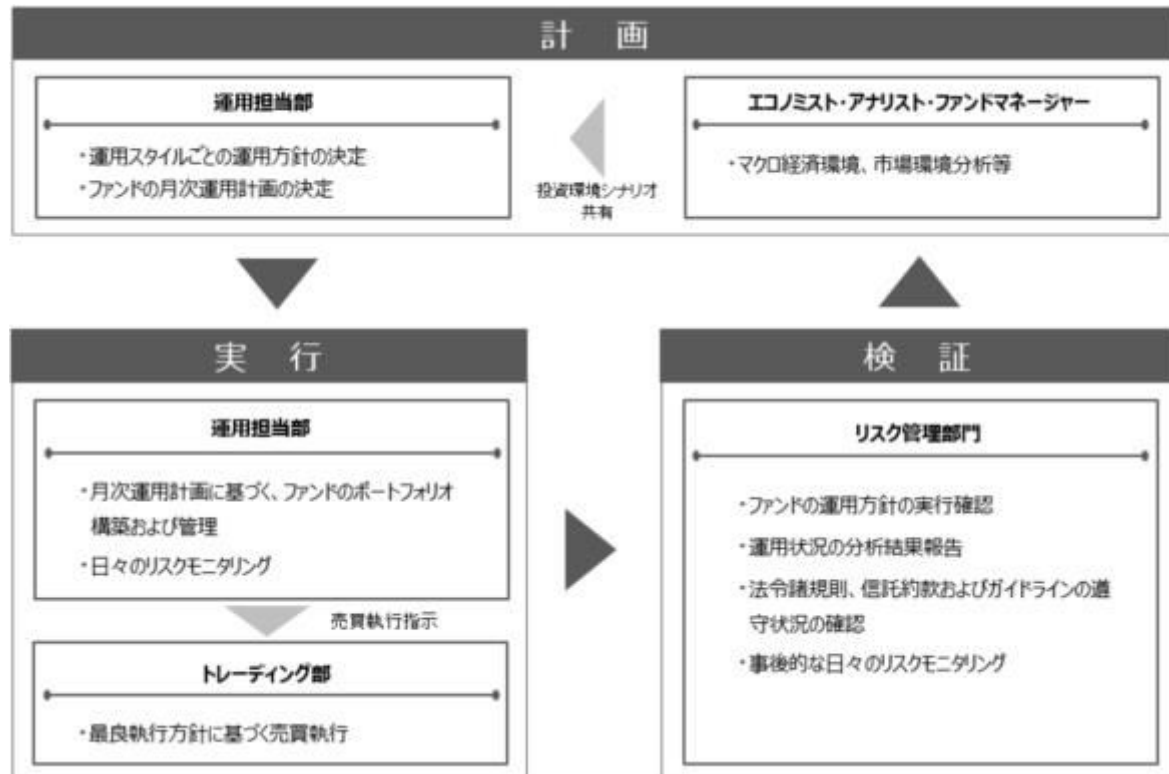 計 画
運用担当部
・運用スタイルごとの運用方針の決定
・ファンドの月次運用計画の決定
投資環境シナリオ
共有
エコノミスト・アナリスト・ファンドマネージャー
・マクロ経済環境、市場環境分析等
実 行
運用担当部
・月次運用計画に基づく、ファンドのポートフォリオ
構築および管理
・日々のリスクモニタリング
売買執行指示
トレーディング部
・最良執行方針に基づく売買執行
検 証
リスク管理部門
・ファンドの運用方針の実行確認
・運用状況の分析結果報告
・法令諸規則、信託約款およびガイドラインの遵
守状況の確認
・事後的な日々のリスクモニタリング